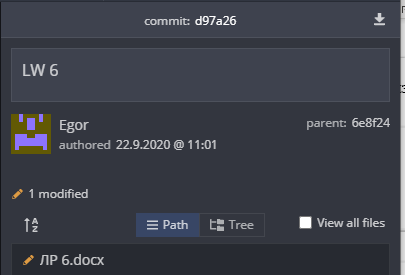 commit: d97a26
LW 6
Egor
parent: 6e8f24
authored 22.9.2020 @ 11:01
1 modified
Path
Tree
View all files
ЛР 6.docx